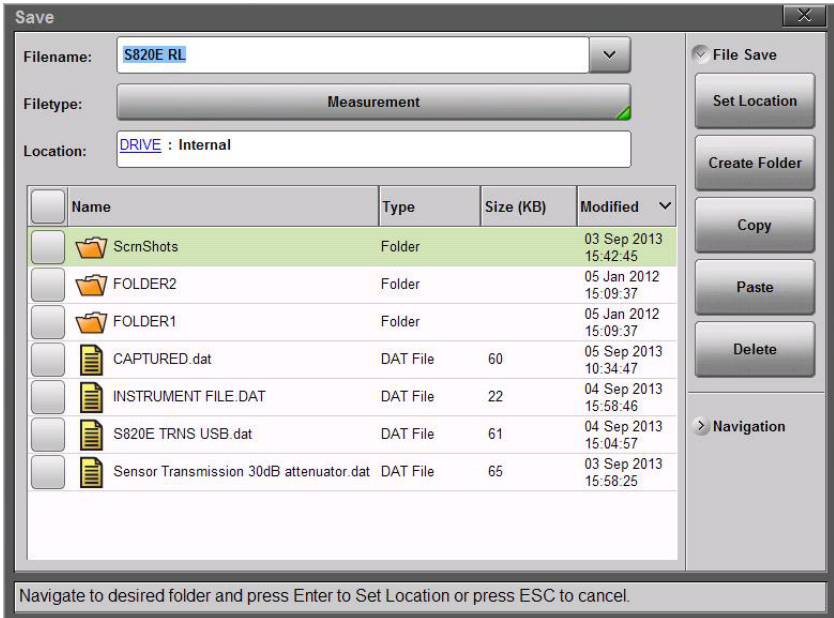 Save
Filename: S820E RL
File Save
Filetype: Measurement
Set Location
Location: DRIVE : Internal
Create Folder
Name Type Size (KB) Modified
Copy
ScrnShots Folder 03 Sep 2013 15:42:45
FOLDER2 Folder 05 Jan 2012 15:09:37
Paste
FOLDER1 Folder 05 Jan 2012 15:09:37
CAPTURED.dat DAT File 60 05 Sep 2013 10:34:47
Delete
INSTRUMENT FILE.DAT DAT File 22 04 Sep 2013 15:58:46
S820E TRNS USB.dat DAT File 61 04 Sep 2013 15:04:57
Navigation
Sensor Transmission 30dB attenuator.dat DAT File 65 03 Sep 2013 15:58:25
Navigate to desired folder and press Enter to Set Location or press ESC to cancel.